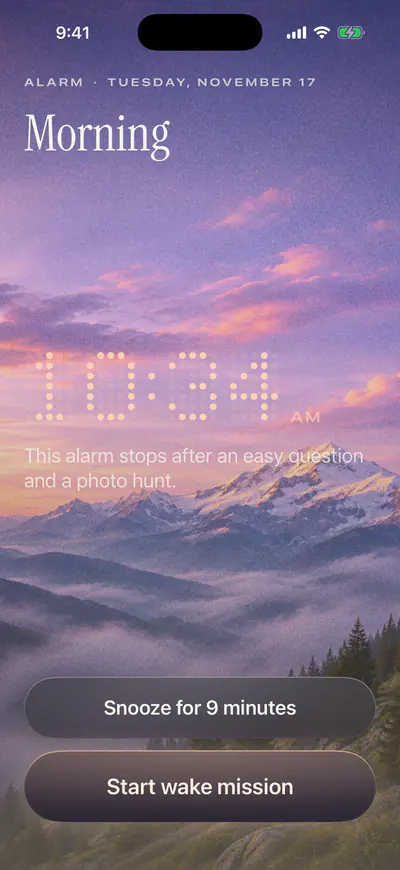 9:41
ALARM · TUESDAY, NOVEMBER 17
Morning
10:34 AM
This alarm stops after an easy question
and a photo hunt.
Snooze for 9 minutes
Start wake mission